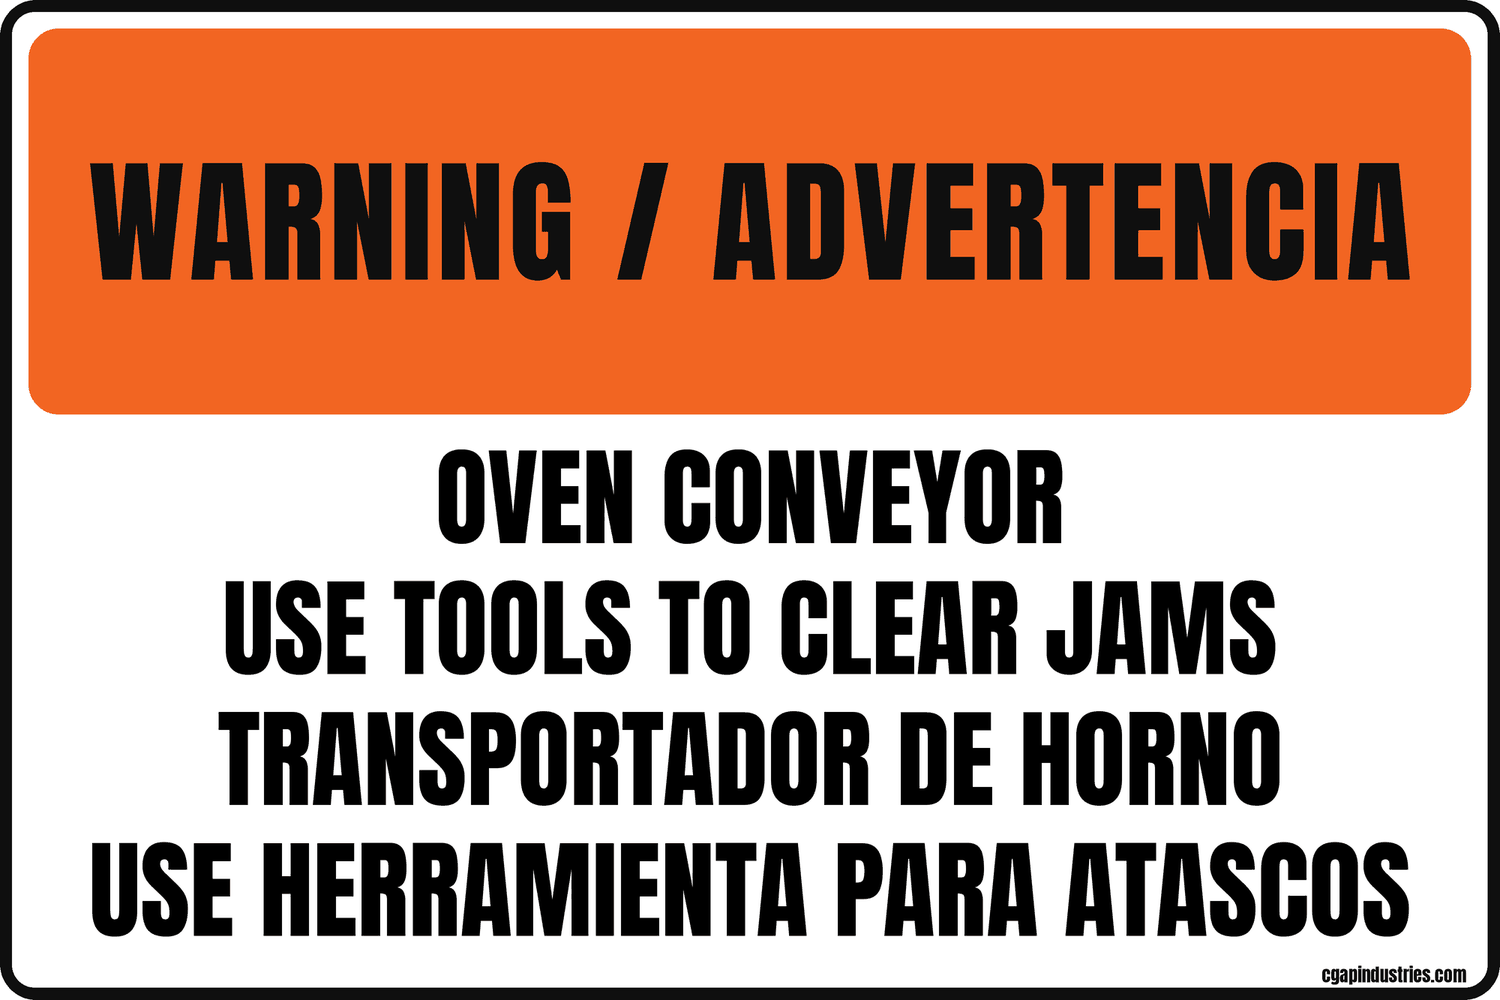 WARNING / ADVERTENCIA
OVEN CONVEYOR
USE TOOLS TO CLEAR JAMS
TRANSPORTADOR DE HORNO
USE HERRAMIENTA PARA ATASCOS
cgapindustries.com